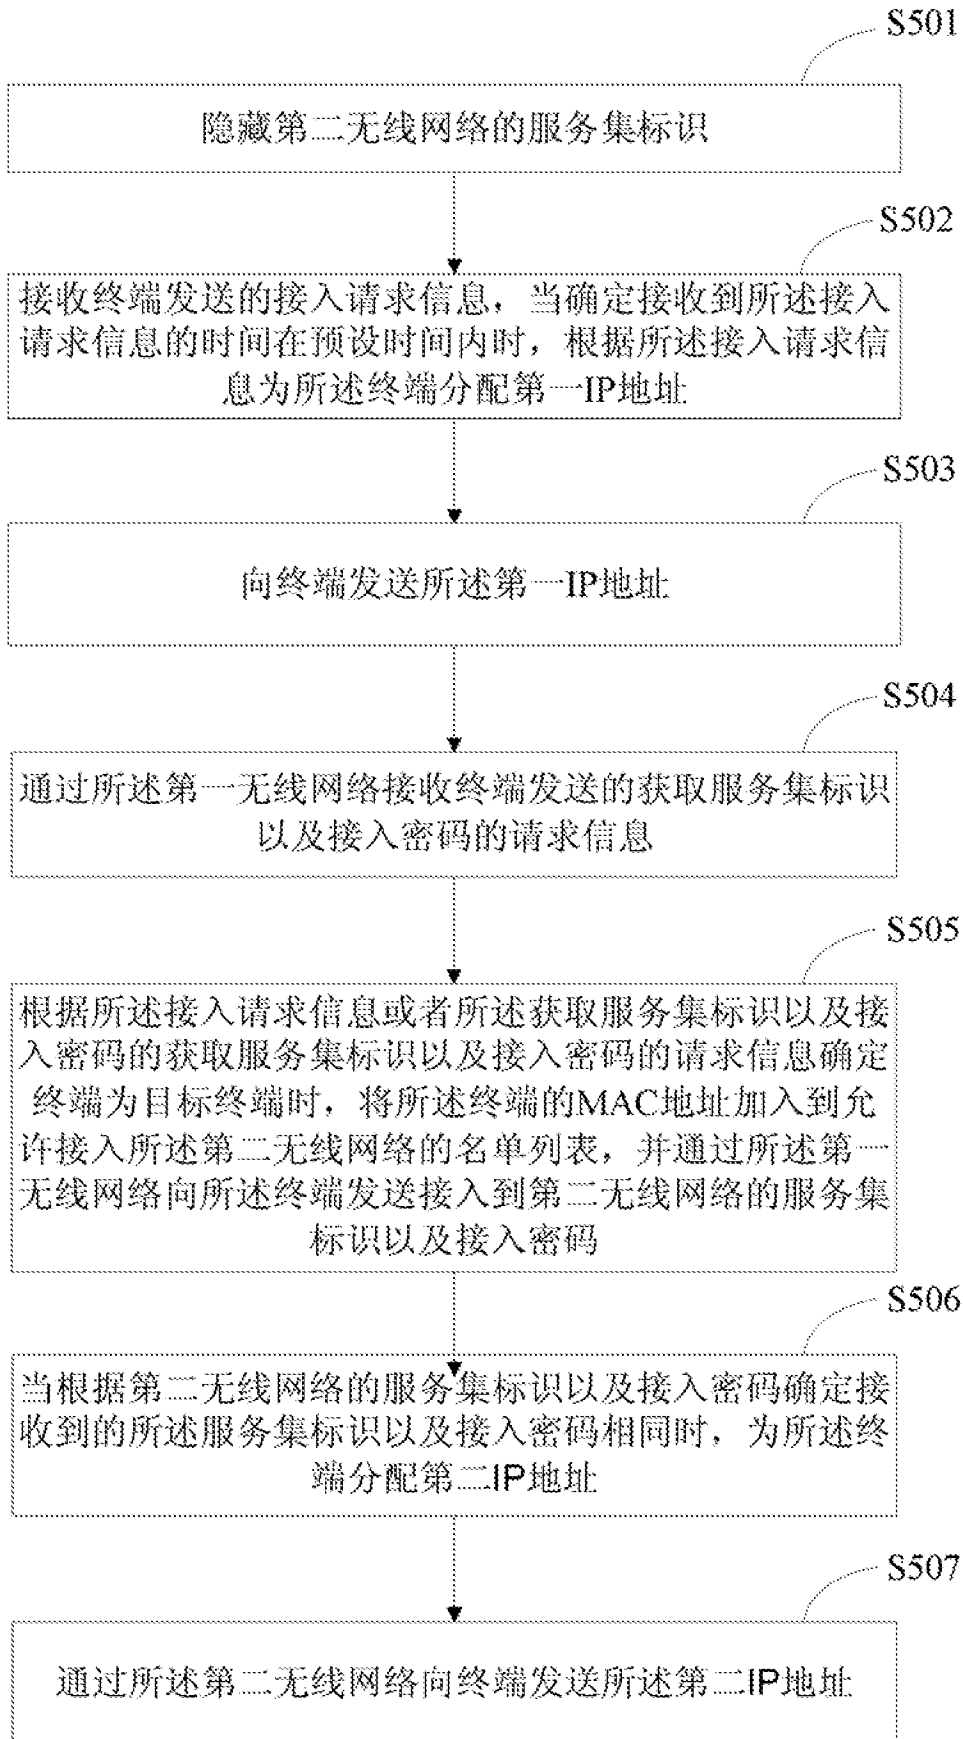 S501
隐藏第二无线网络的服务集标识
S502
接收终端发送的接入请求信息，当确定接收到所述接入
请求信息的时间在预设时间内时，根据所述接入请求信
息为所述终端分配第一IP地址
S503
向终端发送所述第一IP地址
S504
通过所述第一无线网络接收终端发送的获取服务集标识
以及接入密码的请求信息
S505
根据所述接入请求信息或者所述获取服务集标识以及接
入密码的获取服务集标识以及接入密码的请求信息确定
终端为目标终端时，将所述终端的MAC地址加入到允
许接入所述第二无线网络的名单列表，并通过所述第一
无线网络向所述终端发送接入到第二无线网络的服务集
标识以及接入密码
S506
当根据第二无线网络的服务集标识以及接入密码确定接
收到的所述服务集标识以及接入密码相同时，为所述终
端分配第二IP地址
S507
通过所述第二无线网络向终端发送所述第二IP地址